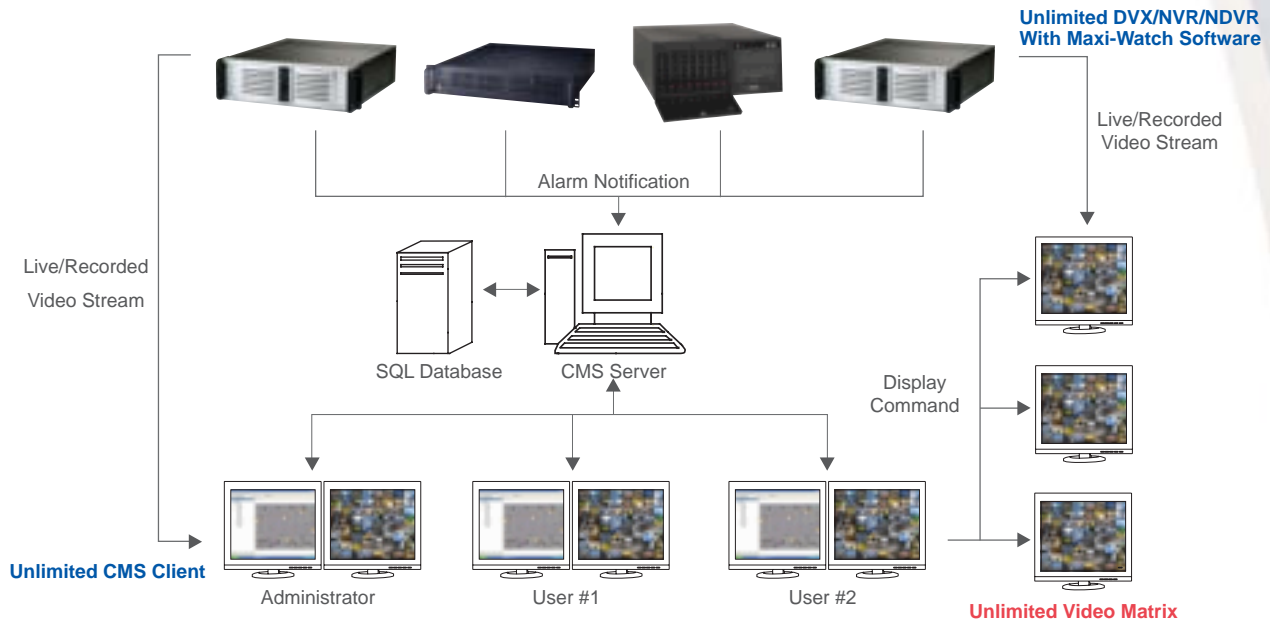 Unlimited DVX/NVR/NDVR
With Maxi-Watch Software
Live/Recorded
Video Stream
Alarm Notification
Live/Recorded
Video Stream
SQL Database
CMS Server
Display
Command
Unlimited CMS Client
Administrator
User #1
User #2
Unlimited Video Matrix